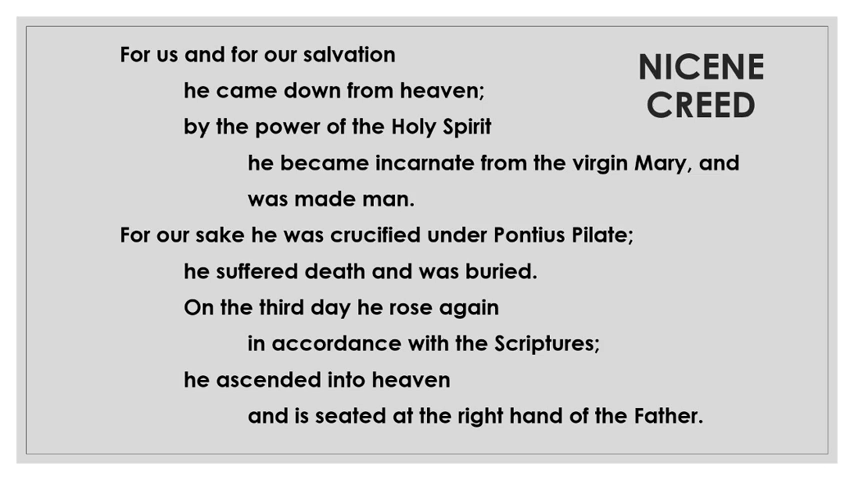 NICENE
CREED
For us and for our salvation
he came down from heaven;
by the power of the Holy Spirit
he became incarnate from the virgin Mary, and
was made man.
For our sake he was crucified under Pontius Pilate;
he suffered death and was buried.
On the third day he rose again
in accordance with the Scriptures;
he ascended into heaven
and is seated at the right hand of the Father.